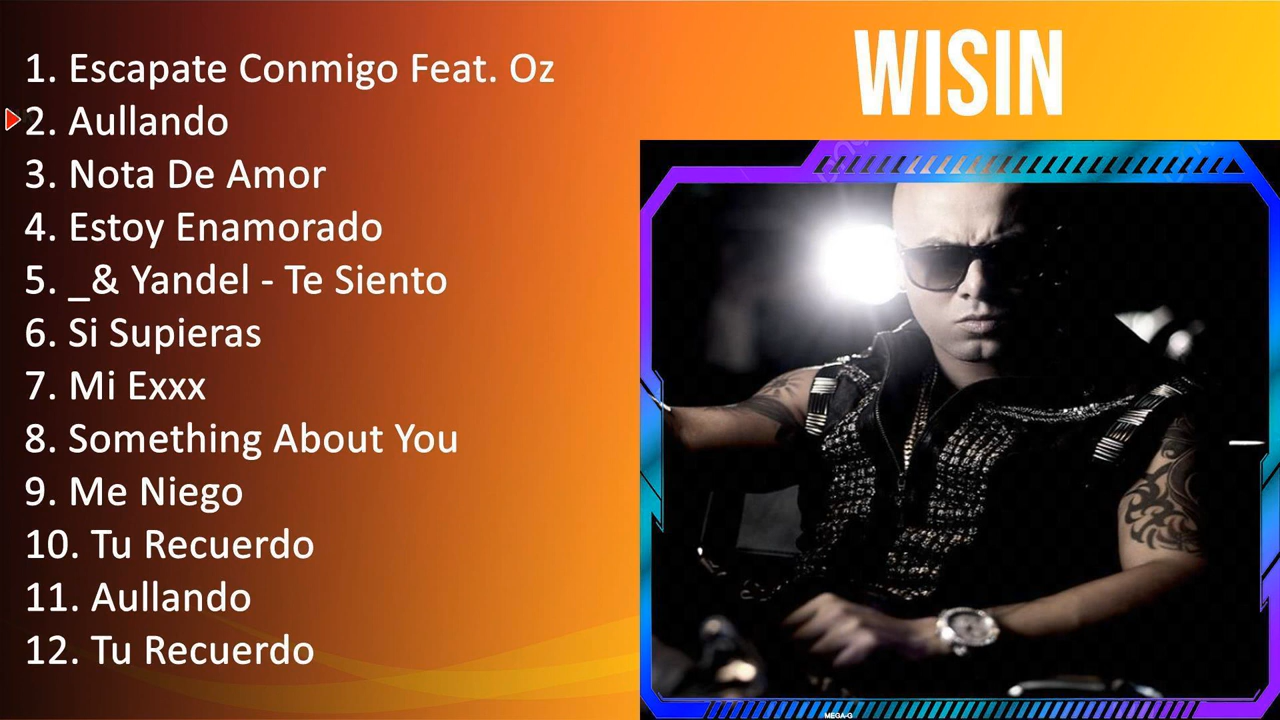 1. Escapate Conmigo Feat. Oz
2. Aullando
3. Nota De Amor
4. Estoy Enamorado
5. _& Yandel - Te Siento
6. Si Supieras
7. Mi Exxx
8. Something About You
9. Me Niego
10. Tu Recuerdo
11. Aullando
12. Tu Recuerdo
WISIN
MEGA-G